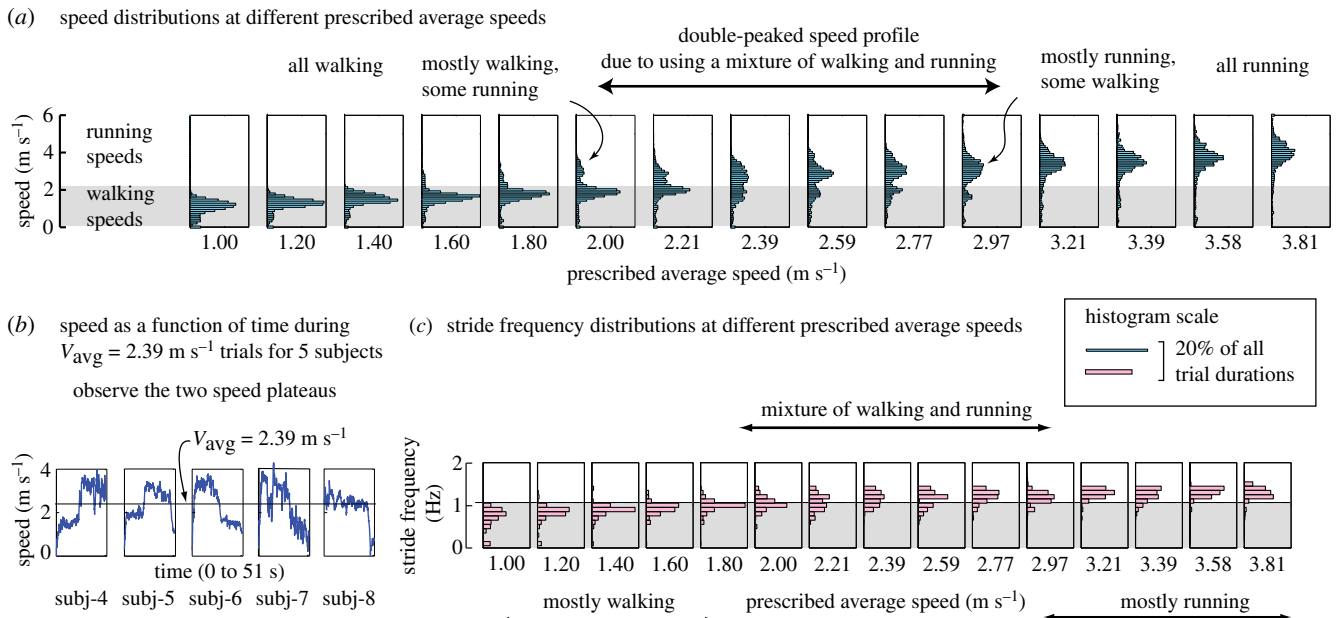 (a) speed distributions at different prescribed average speeds
double-peaked speed profile
due to using a mixture of walking and running
all walking
mostly walking,
some running
mostly running,
some walking
all running
speed (m s⁻¹)
6
4
2
0
running
speeds
walking
speeds
1.00 1.20 1.40 1.60 1.80 2.00 2.21 2.39 2.59 2.77 2.97 3.21 3.39 3.58 3.81
prescribed average speed (m s⁻¹)
(b) speed as a function of time during
Vavg = 2.39 m s⁻¹ trials for 5 subjects
observe the two speed plateaus
Vavg = 2.39 m s⁻¹
speed (m s⁻¹)
4
2
0
time (0 to 51 s)
subj-4 subj-5 subj-6 subj-7 subj-8
(c) stride frequency distributions at different prescribed average speeds
histogram scale
20% of all
trial durations
mixture of walking and running
stride frequency
(Hz)
2
1
0
1.00 1.20 1.40 1.60 1.80 2.00 2.21 2.39 2.59 2.77 2.97 3.21 3.39 3.58 3.81
mostly walking
prescribed average speed (m s⁻¹)
mostly running